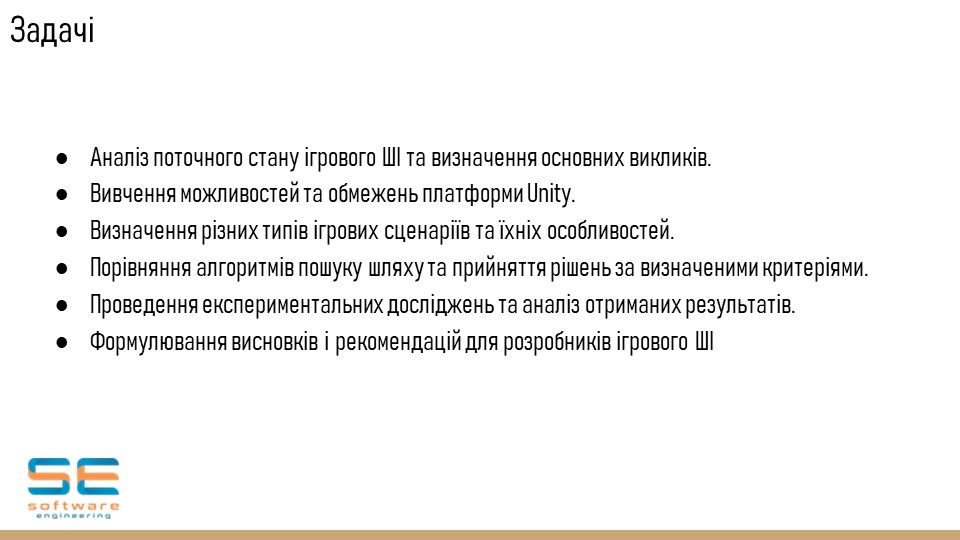 Задачі
● Аналіз поточного стану ігрового ШІ та визначення основних викликів.
● Вивчення можливостей та обмежень платформи Unity.
● Визначення різних типів ігрових сценаріїв та їхніх особливостей.
● Порівняння алгоритмів пошуку шляху та прийняття рішень за визначеними критеріями.
● Проведення експериментальних досліджень та аналіз отриманих результатів.
● Формулювання висновків і рекомендацій для розробників ігрового ШІ
SE
software
engineering